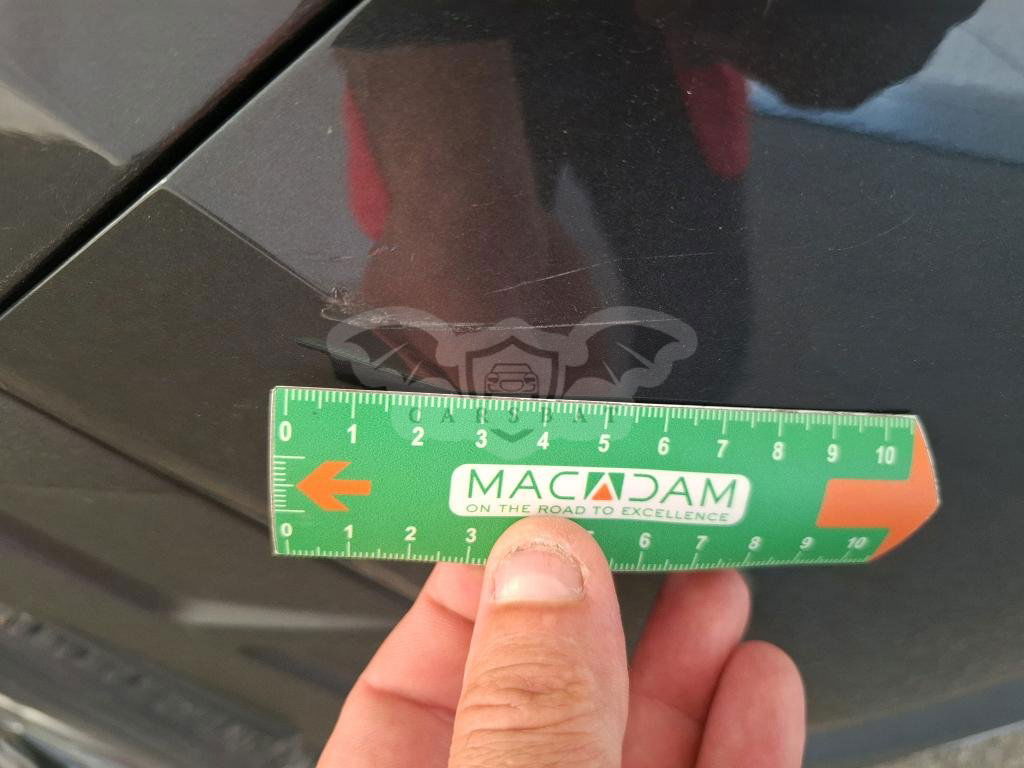 CARSBAT
0 1 2 3 4 5 6 7 8 9 10
MACADAM
ON THE ROAD TO EXCELLENCE
0 1 2 3 6 7 8 9 10